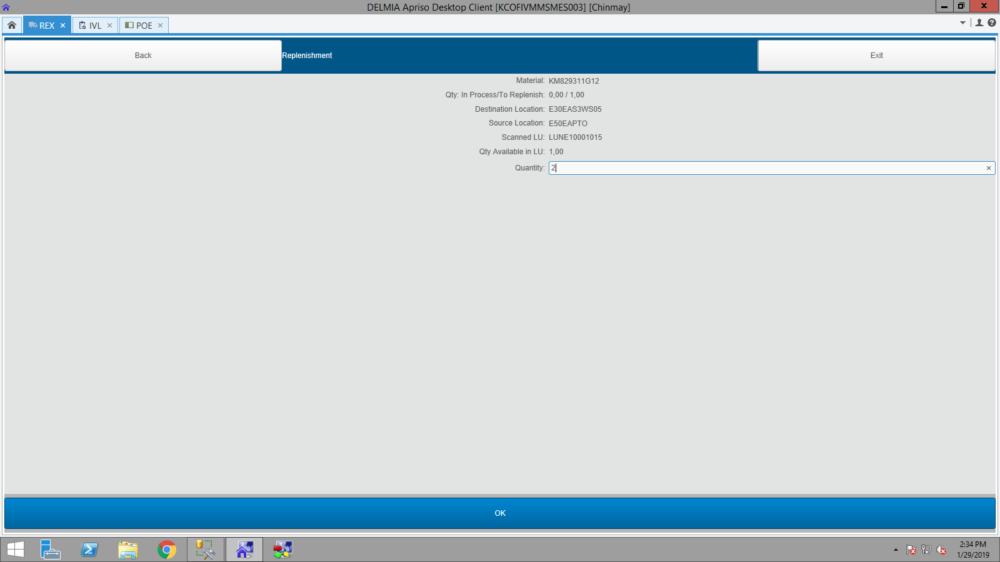 DELMIA Apriso Desktop Client [KCOFIVMMSMES003] [Chinmay]
REX IVL POE
Back Replenishment Exit
Material: KM829311G12
Qty: In Process/To Replenish: 0,00 / 1,00
Destination Location: E30EAS3WS05
Source Location: E50EAPTO
Scanned LU: LUNE10001015
Qty Available in LU: 1,00
Quantity: 2
OK
2:34 PM
1/29/2019